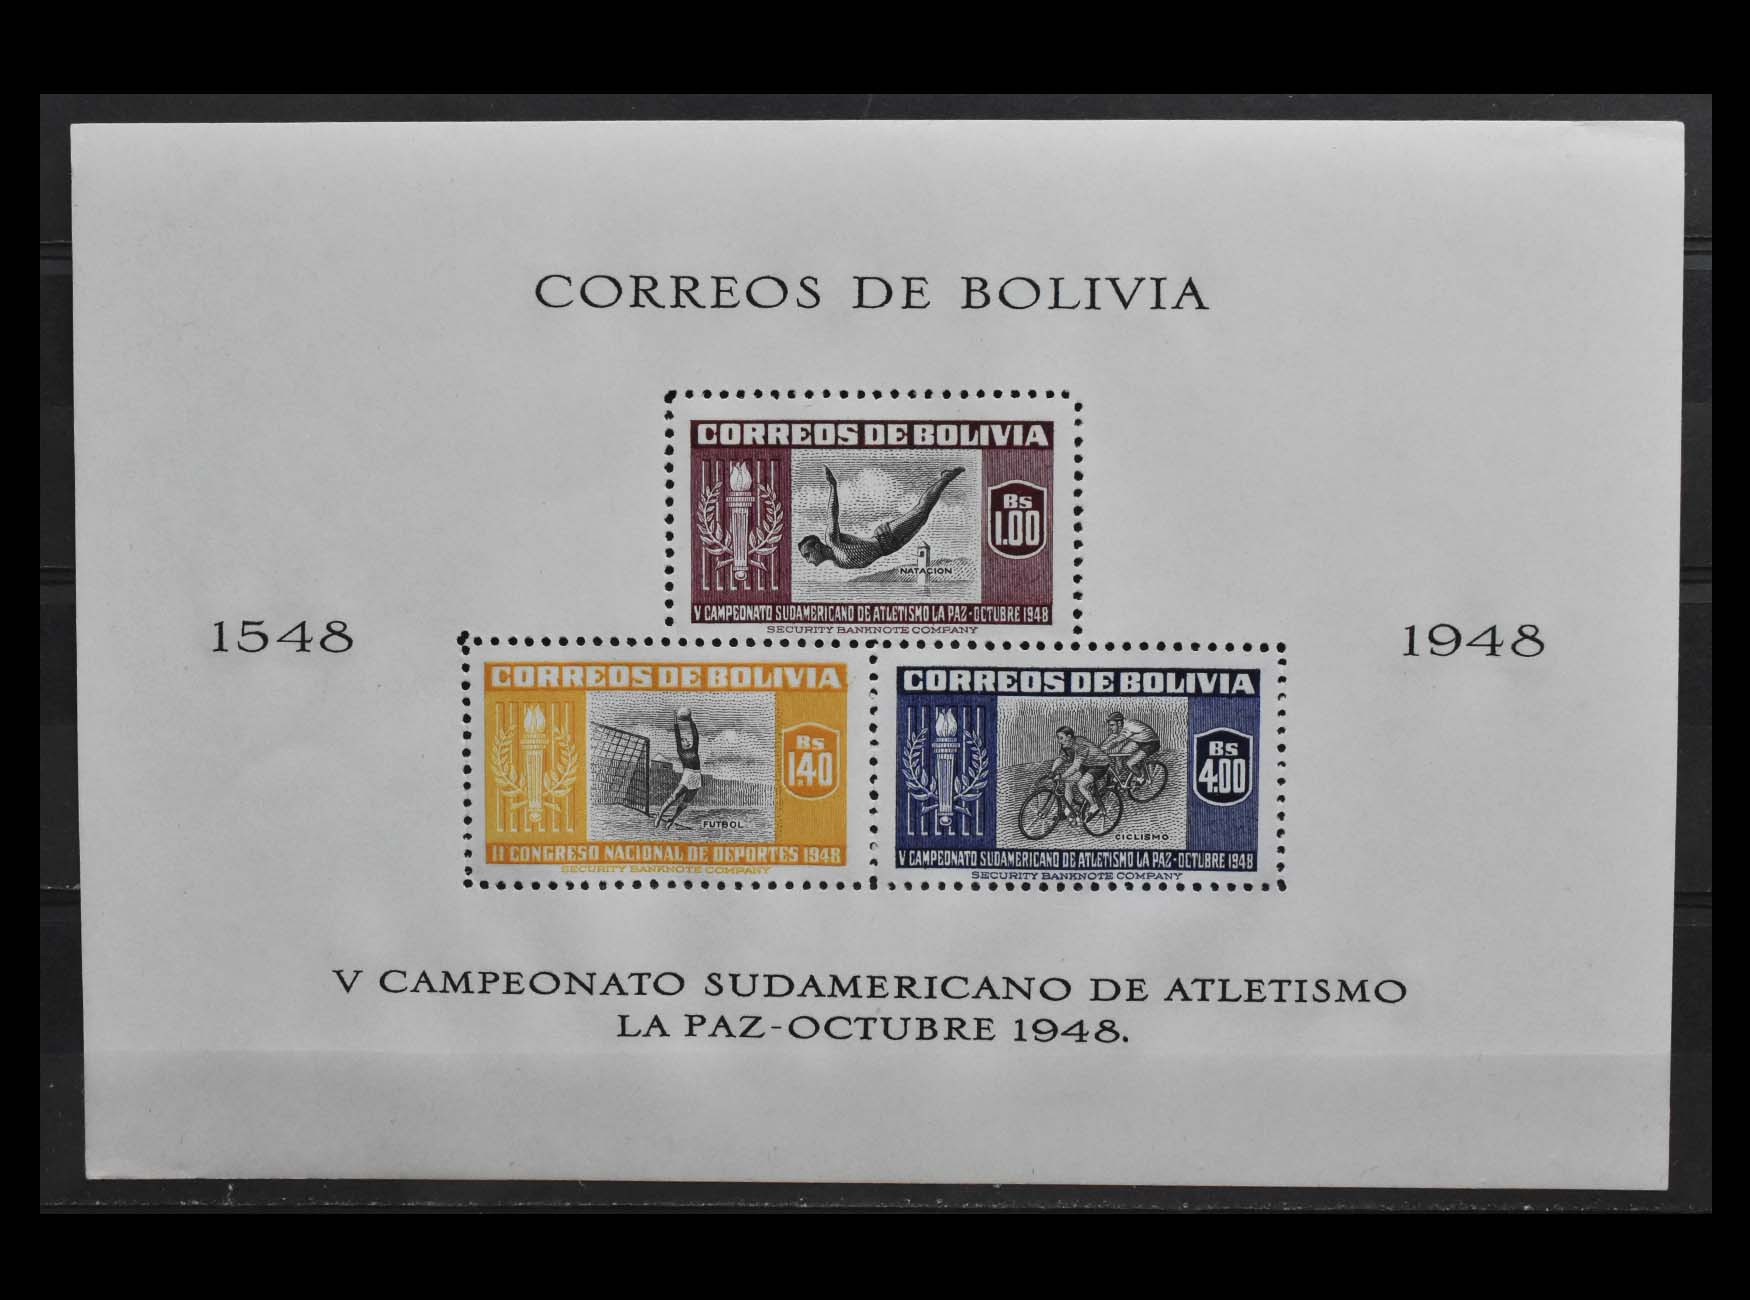 CORREOS DE BOLIVIA
CORREOS DE BOLIVIA
Bs
1.00
NATACION
V CAMPEONATO SUDAMERICANO DE ATLETISMO LA PAZ-OCTUBRE 1948
SECURITY BANKNOTE COMPANY
1548
1948
CORREOS DE BOLIVIA
Bs
1.40
FUTBOL
II CONGRESO NACIONAL DE DEPORTES 1948
SECURITY BANKNOTE COMPANY
CORREOS DE BOLIVIA
Bs
4.00
CICLISMO
V CAMPEONATO SUDAMERICANO DE ATLETISMO LA PAZ-OCTUBRE 1948
SECURITY BANKNOTE COMPANY
V CAMPEONATO SUDAMERICANO DE ATLETISMO
LA PAZ-OCTUBRE 1948.